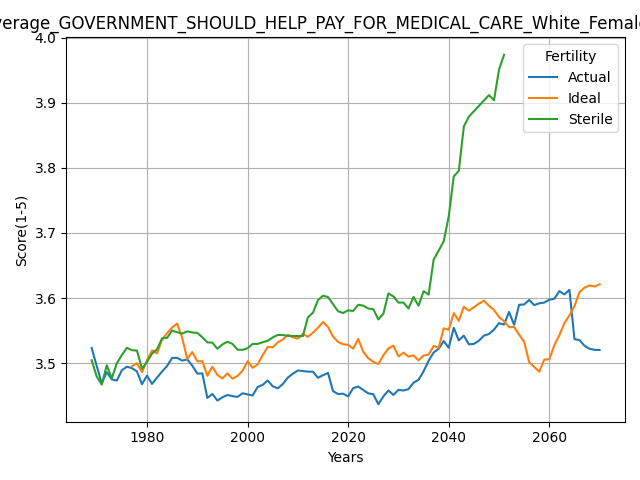 verage_GOVERNMENT_SHOULD_HELP_PAY_FOR_MEDICAL_CARE_White_Female
Fertility
Actual
Ideal
Sterile
Score(1-5)
4.0
3.9
3.8
3.7
3.6
3.5
1980 2000 2020 2040 2060
Years